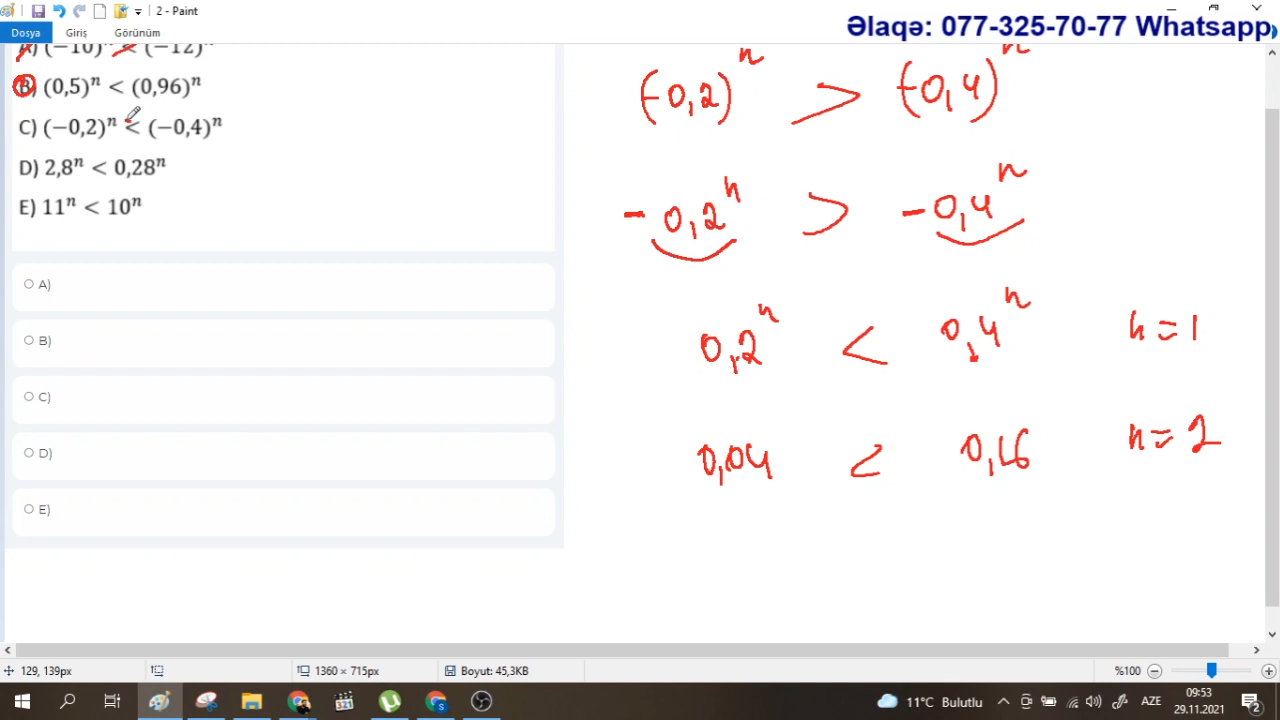 2 - Paint
Əlaqə: 077-325-70-77 Whatsapp
Dosya Giriş Görünüm
A) (−10)ⁿ < (−12)ⁿ
B) (0,5)ⁿ < (0,96)ⁿ
C) (−0,2)ⁿ < (−0,4)ⁿ
D) 2,8ⁿ < 0,28ⁿ
E) 11ⁿ < 10ⁿ
A)
B)
C)
D)
E)
(−0,2)ⁿ > (−0,4)ⁿ
−0,2ⁿ > −0,4ⁿ
0,2ⁿ < 0,4ⁿ n=1
0,04 < 0,16 n=2
129, 139px
1360 × 715px
Boyut: 45,3KB
%100
11°C Bulutlu
AZE
09:53
29.11.2021
2